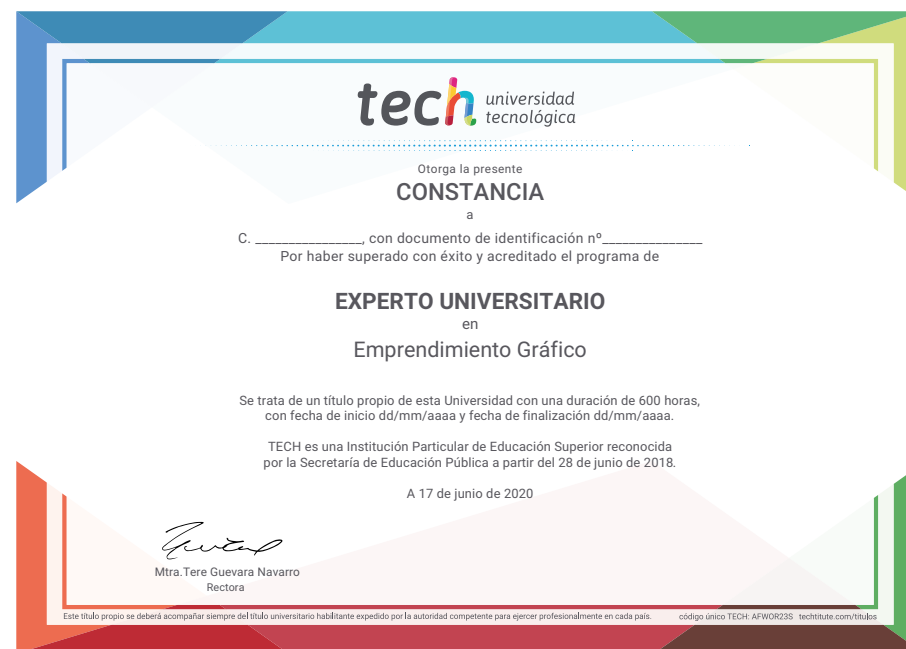 tech universidad
tecnológica
Otorga la presente
CONSTANCIA
a
C. ________________, con documento de identificación nº_______________
Por haber superado con éxito y acreditado el programa de
EXPERTO UNIVERSITARIO
en
Emprendimiento Gráfico
Se trata de un título propio de esta Universidad con una duración de 600 horas,
con fecha de inicio dd/mm/aaaa y fecha de finalización dd/mm/aaaa.
TECH es una Institución Particular de Educación Superior reconocida
por la Secretaría de Educación Pública a partir del 28 de junio de 2018.
A 17 de junio de 2020
Mtra.Tere Guevara Navarro
Rectora
Este título propio se deberá acompañar siempre del título universitario habilitante expedido por la autoridad competente para ejercer profesionalmente en cada país. código único TECH: AFWOR23S techtitute.com/titulos